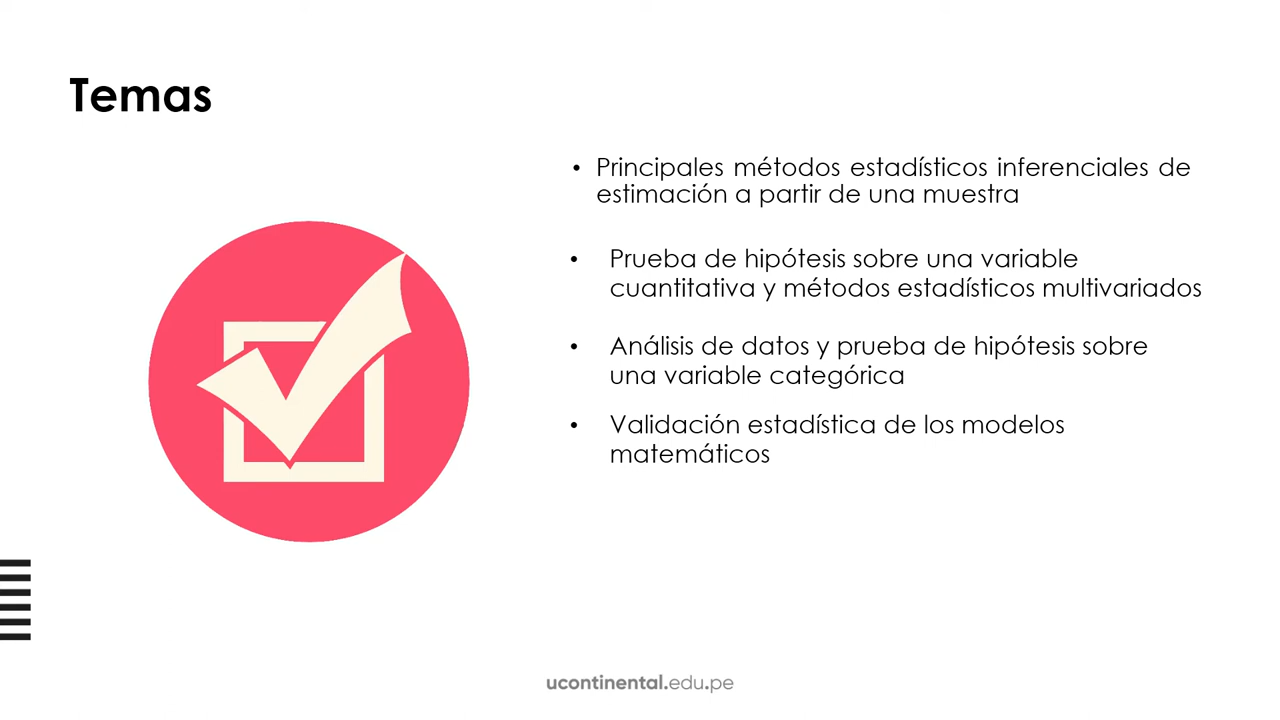 Temas
• Principales métodos estadísticos inferenciales de
estimación a partir de una muestra
• Prueba de hipótesis sobre una variable
cuantitativa y métodos estadísticos multivariados
• Análisis de datos y prueba de hipótesis sobre
una variable categórica
• Validación estadística de los modelos
matemáticos
ucontinental.edu.pe